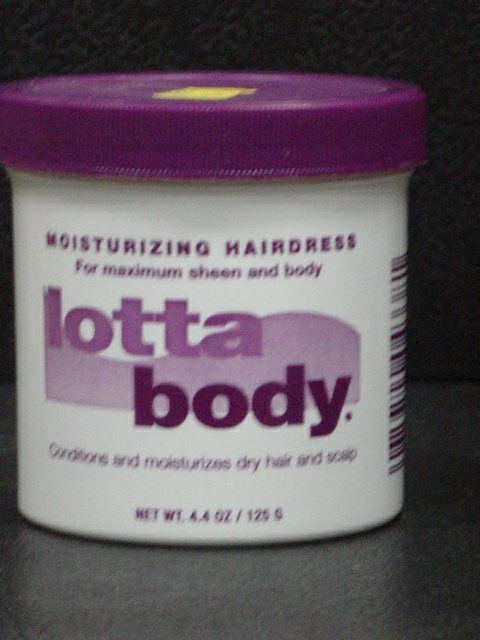 MOISTURIZING HAIRDRESS
For maximum sheen and body
lotta
body.
Conditions and moisturizes dry hair and scalp
NET WT. 4.4 OZ / 125 G